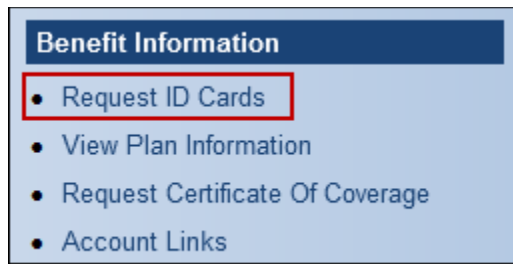 Benefit Information
• Request ID Cards
• View Plan Information
• Request Certificate Of Coverage
• Account Links